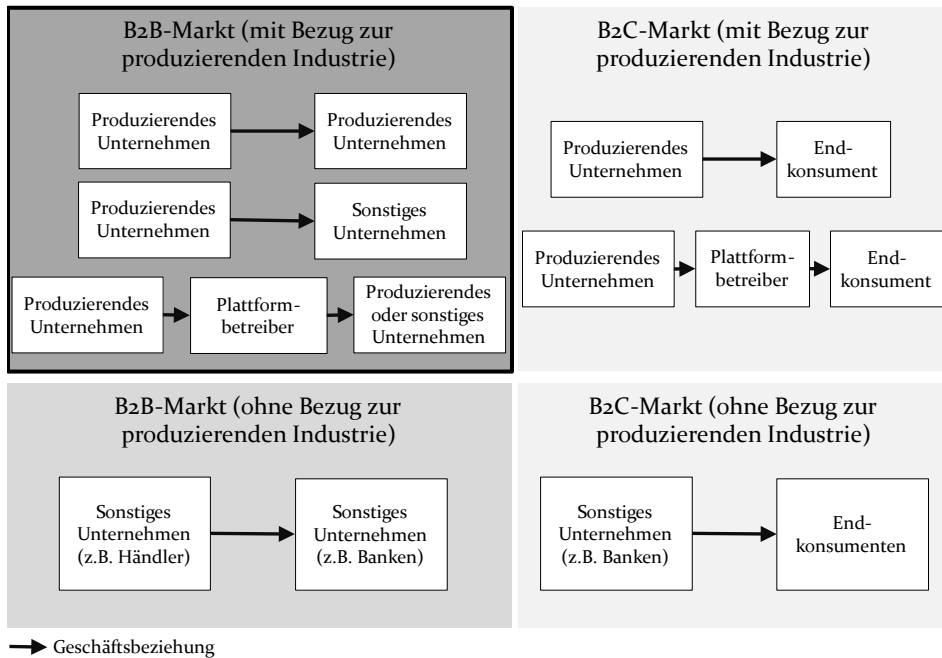 B2B-Markt (mit Bezug zur
produzierenden Industrie)
Produzierendes
Unternehmen
Produzierendes
Unternehmen
Produzierendes
Unternehmen
Sonstiges
Unternehmen
Produzierendes
Unternehmen
Plattform-
betreiber
Produzierendes
oder sonstiges
Unternehmen
B2C-Markt (mit Bezug zur
produzierenden Industrie)
Produzierendes
Unternehmen
End-
konsument
Produzierendes
Unternehmen
Plattform-
betreiber
End-
konsument
B2B-Markt (ohne Bezug zur
produzierenden Industrie)
Sonstiges
Unternehmen
(z.B. Händler)
Sonstiges
Unternehmen
(z.B. Banken)
B2C-Markt (ohne Bezug zur
produzierenden Industrie)
Sonstiges
Unternehmen
(z.B. Banken)
End-
konsumenten
Geschäftsbeziehung